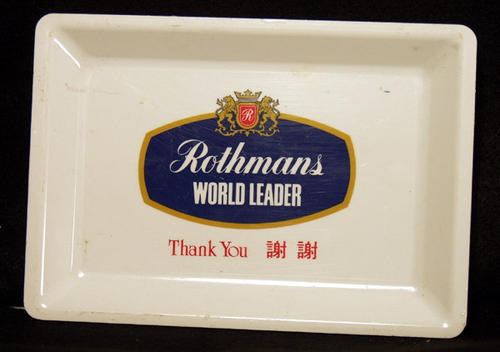 R
Rothmans
WORLD LEADER
Thank You 謝 謝